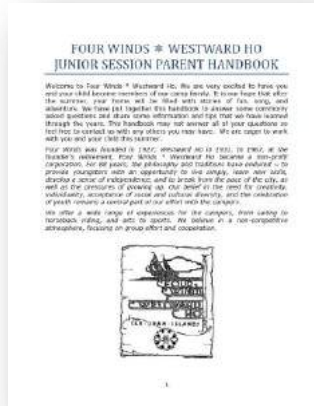 FOUR WINDS * WESTWARD HO
JUNIOR SESSION PARENT HANDBOOK
Welcome to Four Winds * Westward Ho. We are very excited to have you
and your child become members of our camp family. It is our hope that after
the summer, your home will be filled with stories of fun, song, and
adventure. We have put together this handbook to answer some commonly
asked questions and share some information and tips that we have learned
through the years. This handbook may not answer all of your questions so
feel free to contact us with any others you may have. We are eager to work
with you and your child this summer.
Four Winds was founded in 1927; Westward Ho in 1932. In 1967, at the
founder's retirement, Four Winds * Westward Ho became a non-profit
corporation. For 80 years, the philosophy and traditions have endured – to
provide youngsters with an opportunity to live simply, learn new skills,
develop a sense of independence, and to break from the pace of the city, as
well as the pressures of growing up. Our belief in the need for creativity,
individuality, acceptance of social and cultural diversity, and the celebration
of youth remains a central part of our effort with the campers.
We offer a wide range of experiences for the campers, from sailing to
horseback riding, and arts to sports. We believe in a non-competitive
atmosphere, focusing on group effort and cooperation.
FOUR
WINDS
WESTWARD
HO
SAN JUAN ISLANDS
1